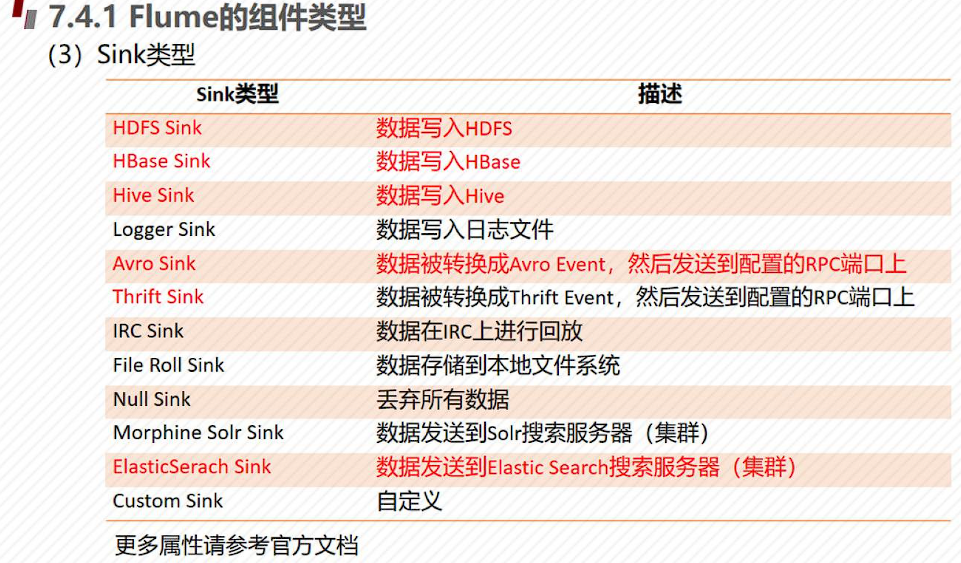 7.4.1 Flume的组件类型
（3）Sink类型
Sink类型 描述
HDFS Sink 数据写入HDFS
HBase Sink 数据写入HBase
Hive Sink 数据写入Hive
Logger Sink 数据写入日志文件
Avro Sink 数据被转换成Avro Event，然后发送到配置的RPC端口上
Thrift Sink 数据被转换成Thrift Event，然后发送到配置的RPC端口上
IRC Sink 数据在IRC上进行回放
File Roll Sink 数据存储到本地文件系统
Null Sink 丢弃所有数据
Morphine Solr Sink 数据发送到Solr搜索服务器（集群）
ElasticSerach Sink 数据发送到Elastic Search搜索服务器（集群）
Custom Sink 自定义
更多属性请参考官方文档